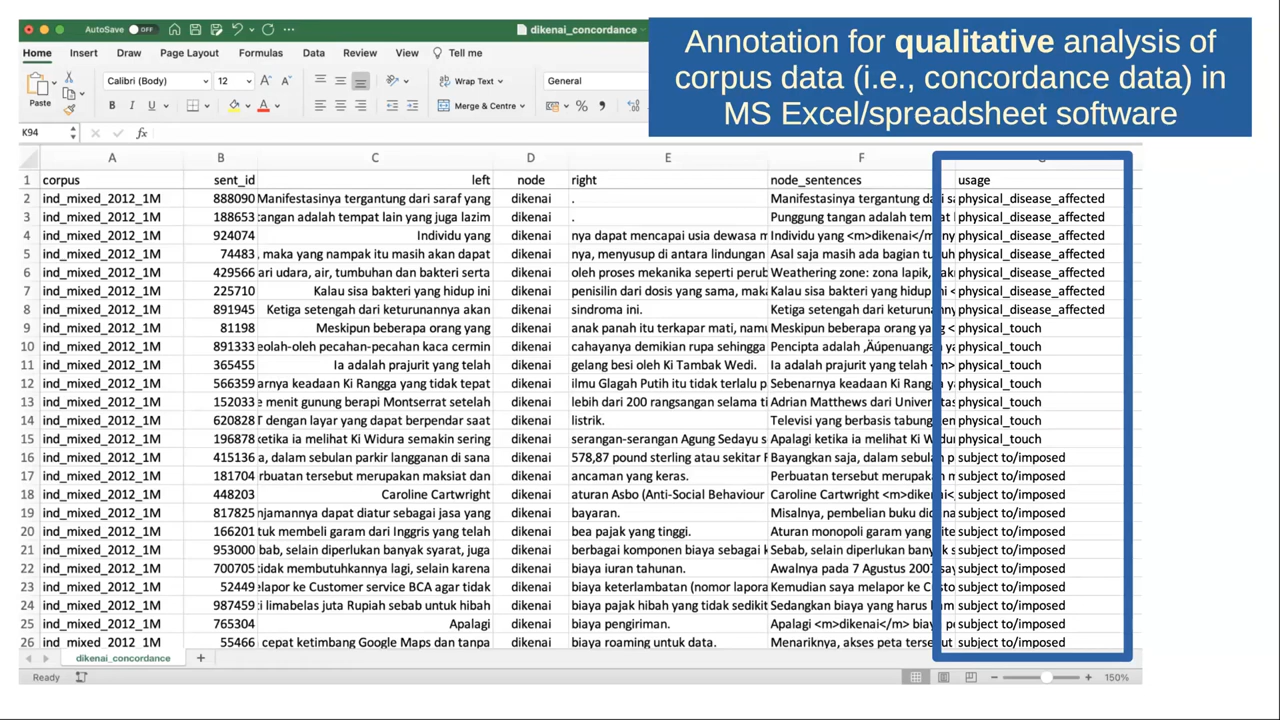 AutoSave OFF
dikenai_concordance
Annotation for qualitative analysis of
corpus data (i.e., concordance data) in
MS Excel/spreadsheet software
Home Insert Draw Page Layout Formulas Data Review View Tell me
Paste Calibri (Body) 12 Wrap Text General
B I U Merge & Centre
K94 fx
A B C D E F
1 corpus sent_id left node right node_sentences usage
2 ind_mixed_2012_1M 888090 Manifestasinya tergantung dari saraf yang dikenai . Manifestasinya tergantung dari physical_disease_affected
3 ind_mixed_2012_1M 188653 tangan adalah tempat lain yang juga lazim dikenai . Punggung tangan adalah tempat physical_disease_affected
4 ind_mixed_2012_1M 924074 Individu yang dikenai nya dapat mencapai usia dewasa m Individu yang <m>dikenai</m physical_disease_affected
5 ind_mixed_2012_1M 74483 , maka yang nampak itu masih akan dapat dikenai nya, menyusup di antara lindungan Asal saja masih ada bagian physical_disease_affected
6 ind_mixed_2012_1M 429566 ari udara, air, tumbuhan dan bakteri serta dikenai oleh proses mekanika seperti perub Weathering zone: zona lapik, physical_disease_affected
7 ind_mixed_2012_1M 225710 Kalau sisa bakteri yang hidup ini dikenai penisilin dari dosis yang sama, mak Kalau sisa bakteri yang hidup physical_disease_affected
8 ind_mixed_2012_1M 891945 Ketiga setengah dari keturunannya akan dikenai sindroma ini. Ketiga setengah dari physical_disease_affected
9 ind_mixed_2012_1M 81198 Meskipun beberapa orang yang dikenai anak panah itu terkapar mati, namu Meskipun beberapa orang physical_touch
10 ind_mixed_2012_1M 891333 eolah-oleh pecahan-pecahan kaca cermin dikenai cahayanya demikian rupa sehingga Pencipta adalah ‚Äúpenuangan physical_touch
11 ind_mixed_2012_1M 365455 Ia adalah prajurit yang telah dikenai gelang besi oleh Ki Tambak Wedi. Ia adalah prajurit yang telah physical_touch
12 ind_mixed_2012_1M 566359 arnya keadaan Ki Rangga yang tidak tepat dikenai ilmu Glagah Putih itu tidak terlalu p Sebenarnya keadaan Ki physical_touch
13 ind_mixed_2012_1M 152033 e menit gunung berapi Montserrat setelah dikenai lebih dari 200 rangsangan selama ti Adrian Matthews dari physical_touch
14 ind_mixed_2012_1M 620828 T dengan layar yang dapat berpendar saat dikenai listrik. Televisi yang berbasis physical_touch
15 ind_mixed_2012_1M 196878 ketika ia melihat Ki Widura semakin sering dikenai serangan-serangan Agung Sedayu s Apalagi ketika ia melihat Ki physical_touch
16 ind_mixed_2012_1M 415136 a, dalam sebulan parkir langganan di sana dikenai 578,87 pound sterling atau sekitar Bayangkan saja, dalam subject to/imposed
17 ind_mixed_2012_1M 181704 erbuatan tersebut merupakan maksiat dan dikenai ancaman yang keras. Perbuatan tersebut merupakan subject to/imposed
18 ind_mixed_2012_1M 448203 Caroline Cartwright dikenai aturan Asbo (Anti-Social Behaviour Caroline Cartwright subject to/imposed
19 ind_mixed_2012_1M 817825 njamannya dapat diatur sebagai jasa yang dikenai bayaran. Misalnya, pembelian buku subject to/imposed
20 ind_mixed_2012_1M 166201 tuk membeli garam dari Inggris yang telah dikenai bea pajak yang tinggi. Aturan monopoli garam yang subject to/imposed
21 ind_mixed_2012_1M 953000 bab, selain diperlukan banyak syarat, juga dikenai berbagai komponen biaya sebagai Sebab, selain diperlukan subject to/imposed
22 ind_mixed_2012_1M 700705 tidak membutuhkannya lagi, selain karena dikenai biaya iuran tahunan. Awalnya pada 7 Agustus 2007 subject to/imposed
23 ind_mixed_2012_1M 52449 elapor ke Customer service BCA agar tidak dikenai biaya keterlambatan (nomor lapora Kemudian saya melapor ke subject to/imposed
24 ind_mixed_2012_1M 987459 i limabelas juta Rupiah sebab untuk hibah dikenai biaya pajak hibah yang tidak sedikit Sedangkan biaya yang harus subject to/imposed
25 ind_mixed_2012_1M 765304 Apalagi dikenai biaya pengiriman. Apalagi <m>dikenai</m> subject to/imposed
26 ind_mixed_2012_1M 55466 cepat ketimbang Google Maps dan tanpa dikenai biaya roaming untuk data. Menariknya, akses peta subject to/imposed
dikenai_concordance +
Ready 150%